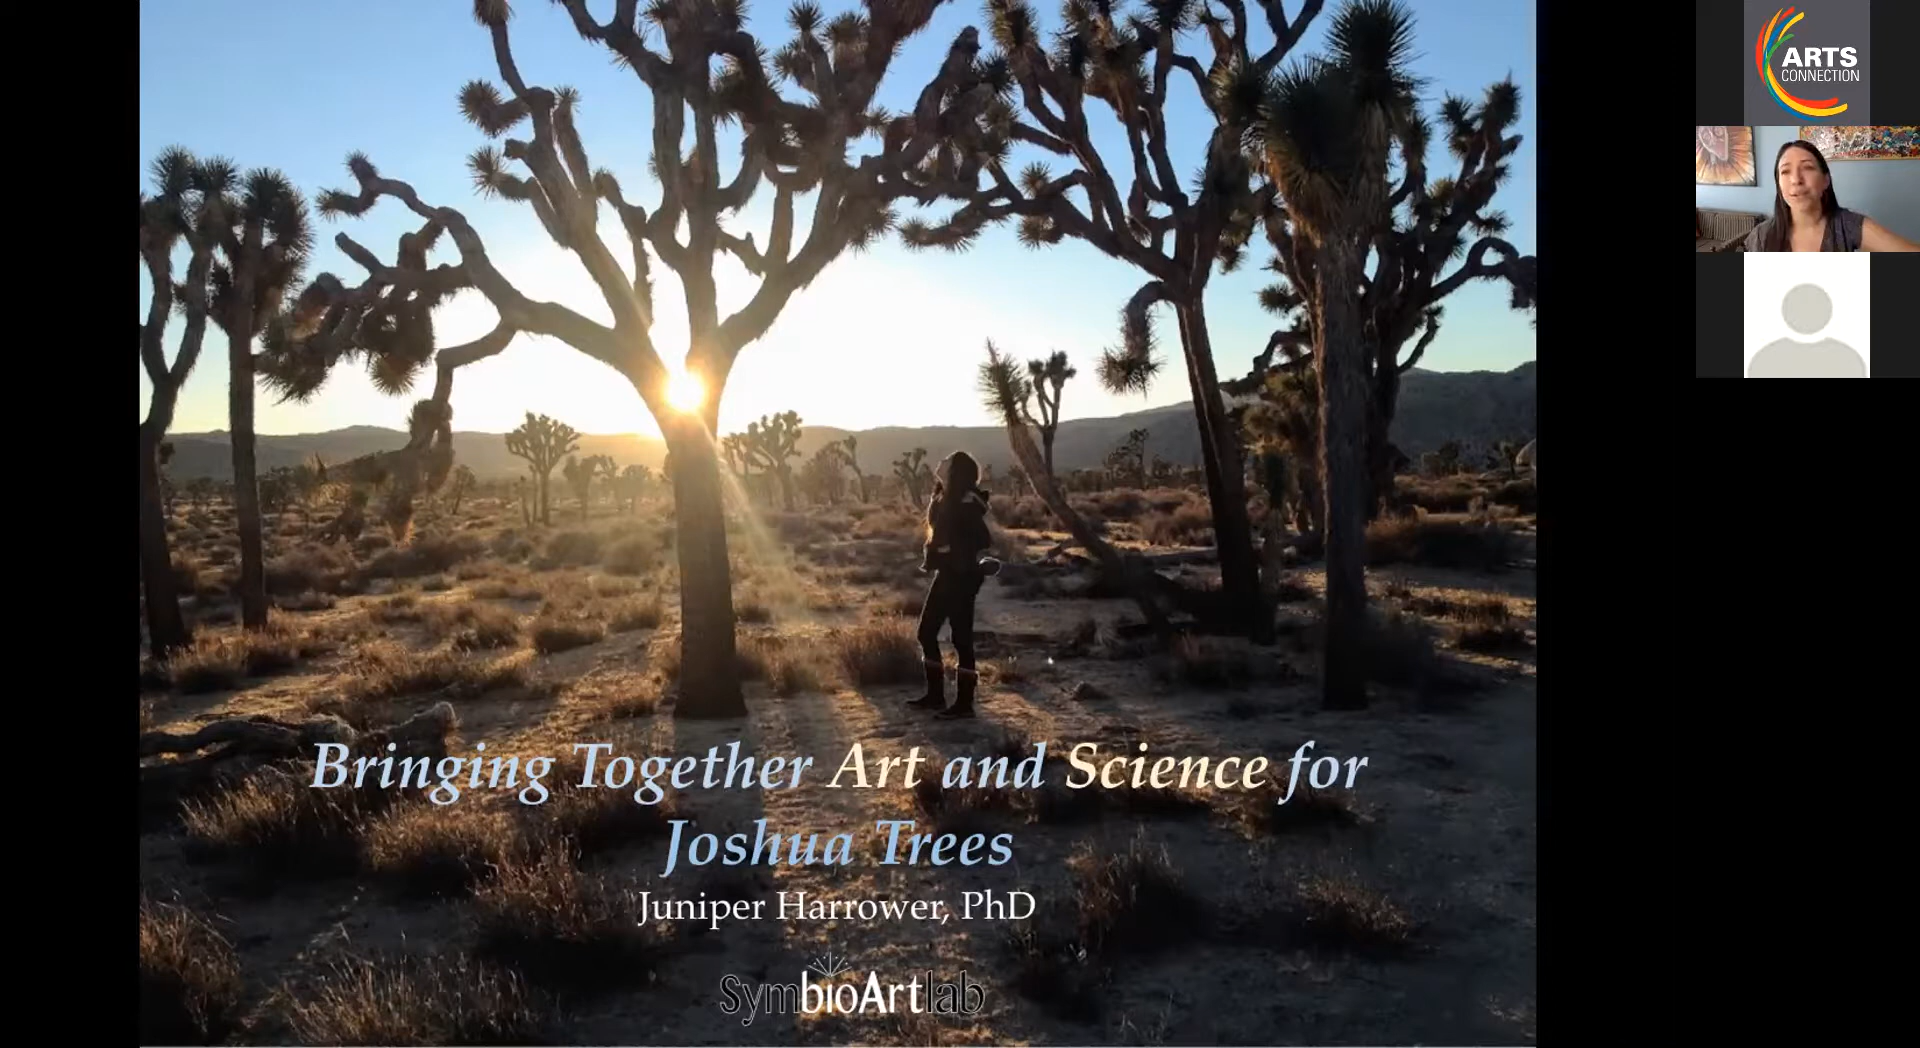 ARTS
CONNECTION
Bringing Together Art and Science for
Joshua Trees
Juniper Harrower, PhD
SymbioArtlab